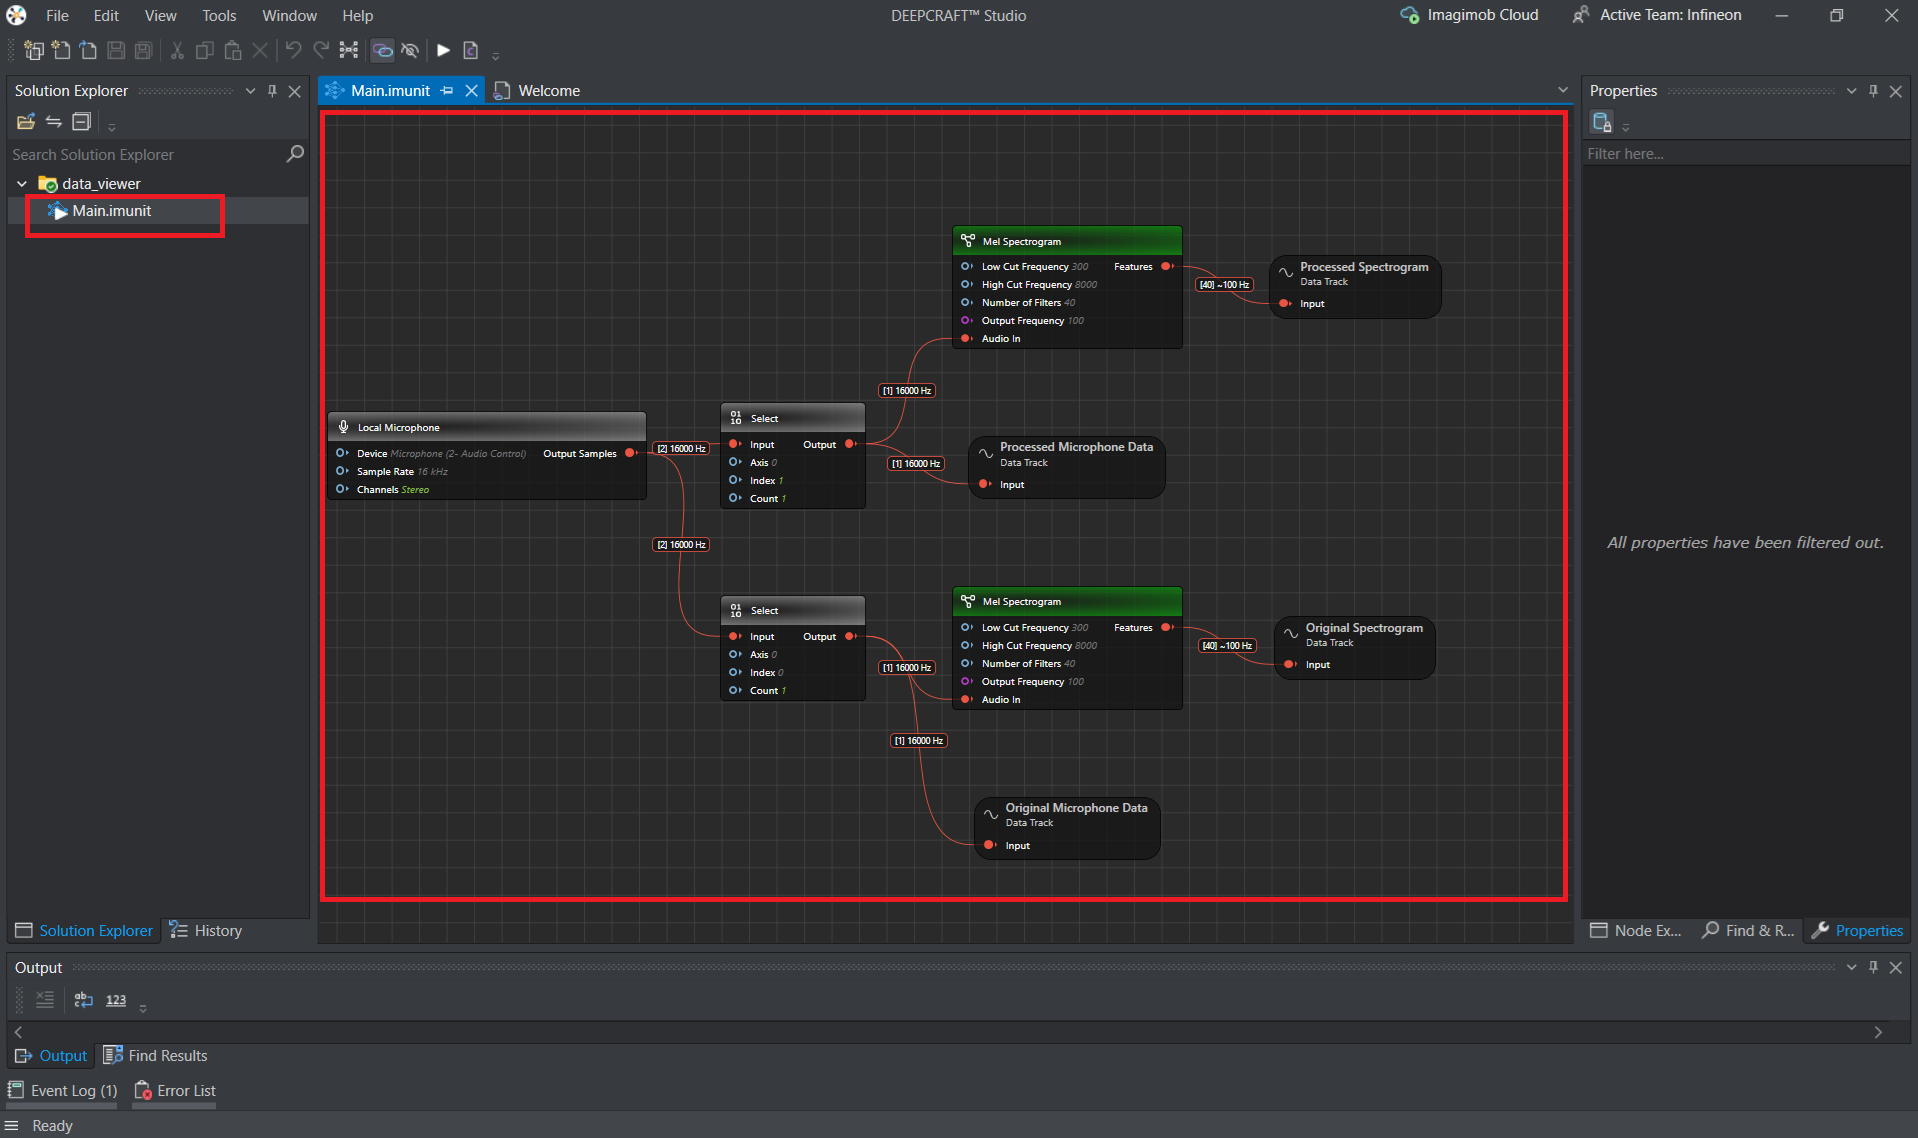 File Edit View Tools Window Help
DEEPCRAFT™ Studio
Imagimob Cloud
Active Team: Infineon
Solution Explorer
Search Solution Explorer
data_viewer
Main.imunit
Main.imunit
Welcome
Local Microphone
Device Microphone (2- Audio Control) Output Samples
Sample Rate 16 kHz
Channels Stereo
[2] 16000 Hz
[2] 16000 Hz
Select
Input Output
Axis 0
Index 1
Count 1
Select
Input Output
Axis 0
Index 0
Count 1
[1] 16000 Hz
[1] 16000 Hz
[1] 16000 Hz
[1] 16000 Hz
Mel Spectrogram
Low Cut Frequency 300 Features
High Cut Frequency 8000
Number of Filters 40
Output Frequency 100
Audio In
[40] ~100 Hz
Processed Spectrogram
Data Track
Input
Processed Microphone Data
Data Track
Input
Mel Spectrogram
Low Cut Frequency 300 Features
High Cut Frequency 8000
Number of Filters 40
Output Frequency 100
Audio In
[40] ~100 Hz
Original Spectrogram
Data Track
Input
Original Microphone Data
Data Track
Input
Properties
Filter here...
All properties have been filtered out.
Solution Explorer
History
Node Ex...
Find & R...
Properties
Output
123
Output
Find Results
Event Log (1)
Error List
Ready